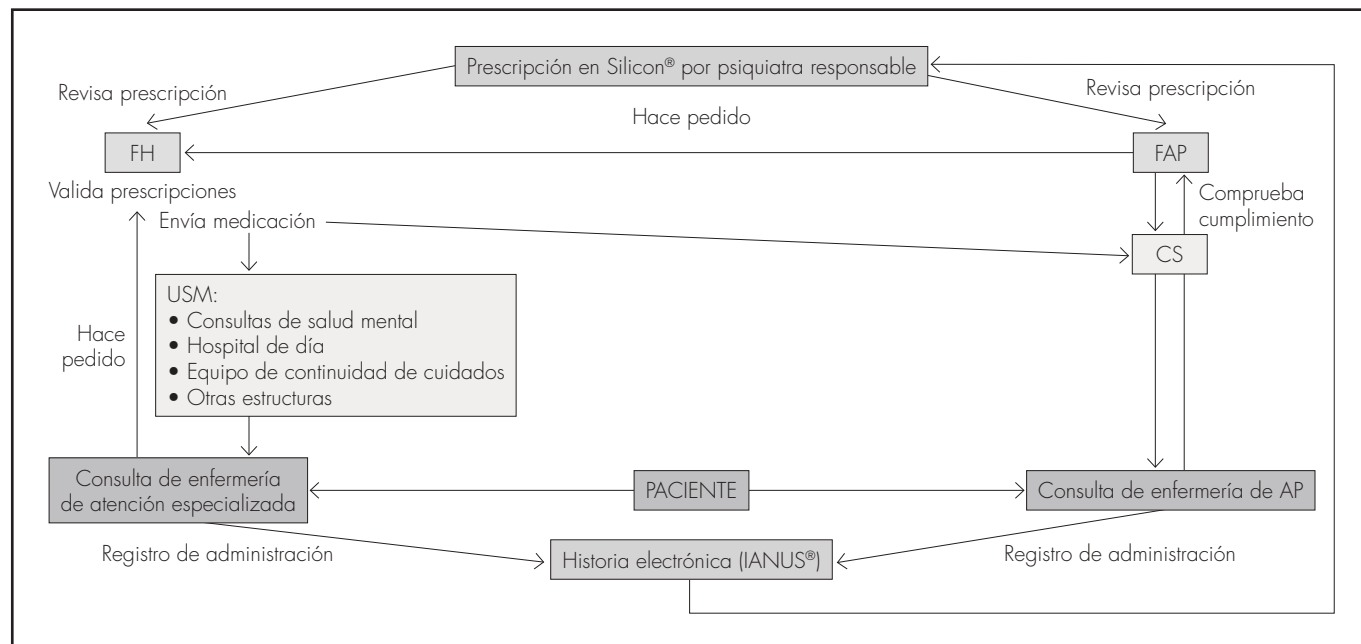 Prescripción en Silicon® por psiquiatra responsable
Revisa prescripción
Revisa prescripción
Hace pedido
FH
FAP
Valida prescripciones
Comprueba
cumplimiento
Envía medicación
CS
USM:
• Consultas de salud mental
• Hospital de día
• Equipo de continuidad de cuidados
• Otras estructuras
Hace
pedido
Consulta de enfermería
de atención especializada
PACIENTE
Consulta de enfermería de AP
Registro de administración
Historia electrónica (IANUS®)
Registro de administración